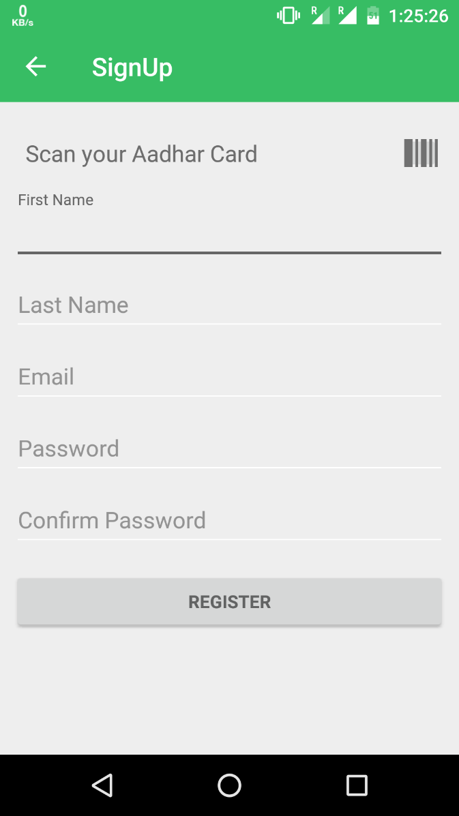 0
KB/s
R
R
1:25:26
SignUp
Scan your Aadhar Card
First Name
Last Name
Email
Password
Confirm Password
REGISTER